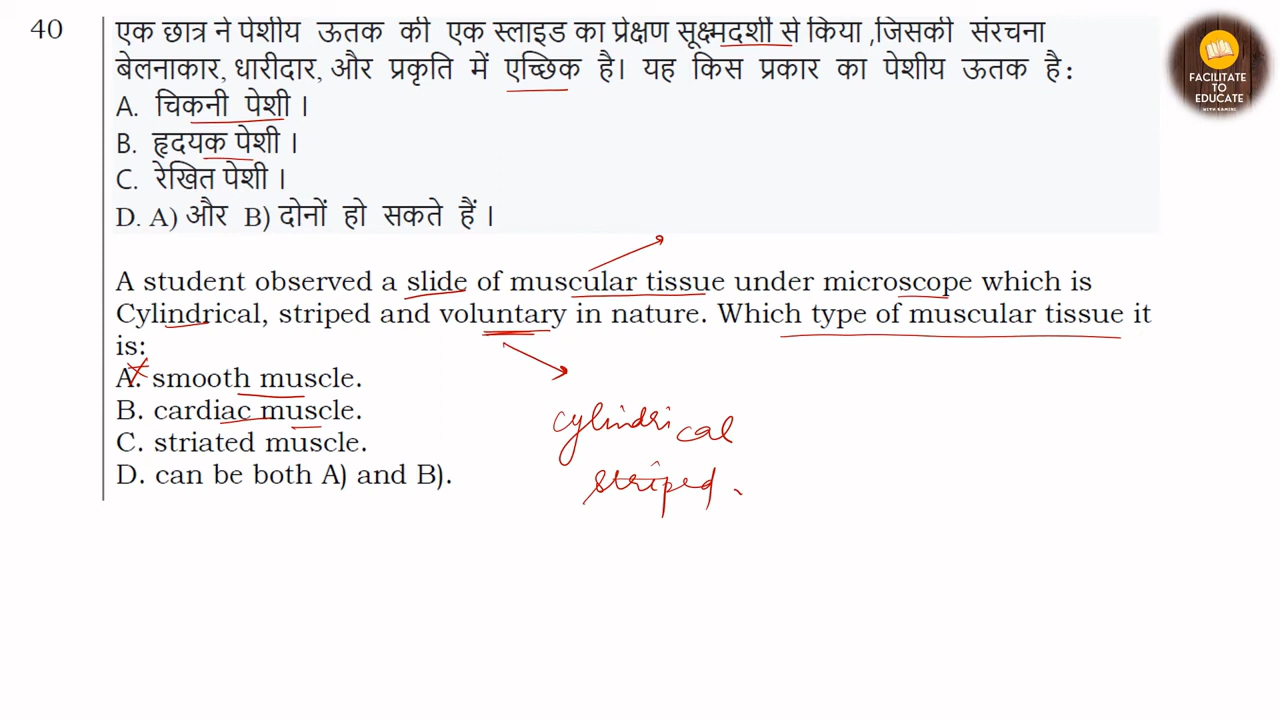 40
एक छात्र ने पेशीय ऊतक की एक स्लाइड का प्रेक्षण सूक्ष्मदर्शी से किया ,जिसकी संरचना
बेलनाकार, धारीदार, और प्रकृति में एच्छिक है। यह किस प्रकार का पेशीय ऊतक है:
A. चिकनी पेशी ।
B. हृदयक पेशी ।
C. रेखित पेशी ।
D. A) और B) दोनों हो सकते हैं ।
A student observed a slide of muscular tissue under microscope which is
Cylindrical, striped and voluntary in nature. Which type of muscular tissue it
is:
A. smooth muscle.
B. cardiac muscle.
C. striated muscle.
D. can be both A) and B).
cylindrical
striped
FACILITATE
TO
EDUCATE
WITH RASHMI